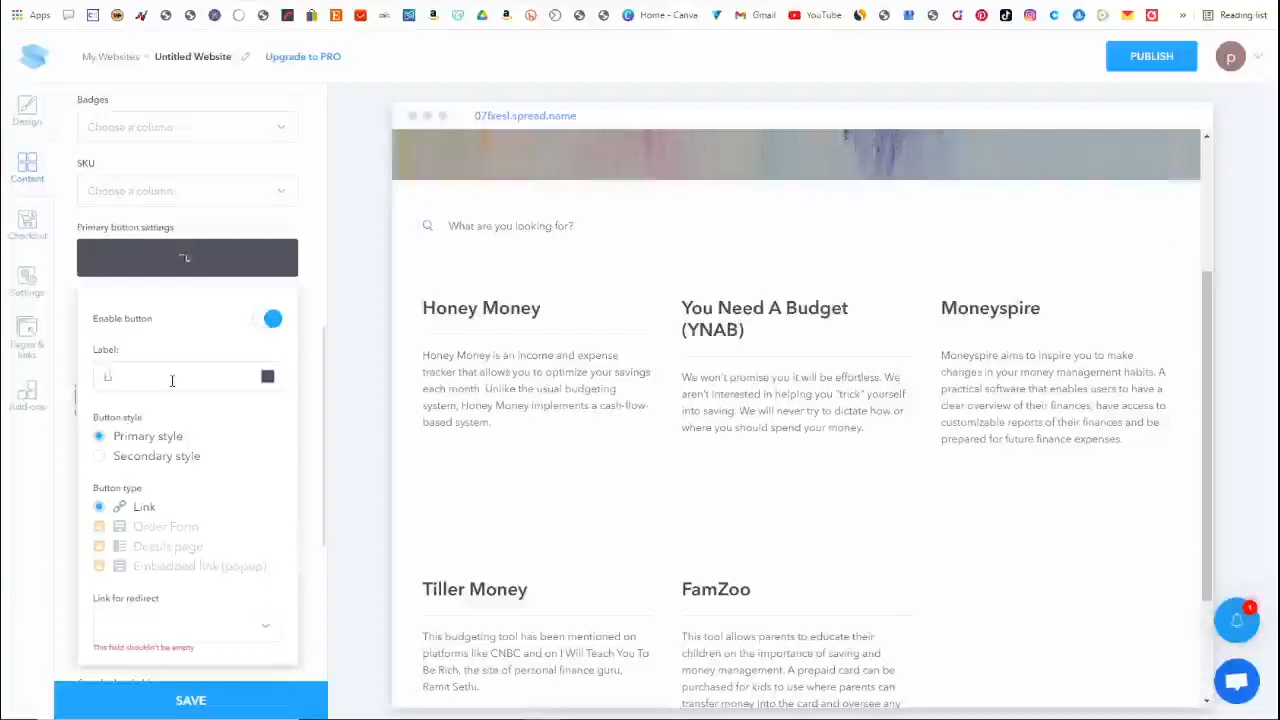 Home - Canva
Gmail
YouTube
»
Reading list
My Websites
Untitled Website
Upgrade to PRO
PUBLISH
p
Design
Content
Checkout
Settings
Pages &
links
Add-ons
Badges
Choose a column
SKU
Choose a column
Primary button settings
Enable button
Label:
Li
Button style
Primary style
Secondary style
Button type
Link
Order Form
Details page
Embedded link (popup)
Link for redirect
This field shouldn't be empty
SAVE
07fxesl.spread.name
What are you looking for?
Honey Money
Honey Money is an income and expense
tracker that allows you to optimize your savings
each month. Unlike the usual budgeting
system, Honey Money implements a cash-flow-
based system.
You Need A Budget
(YNAB)
We won't promise you it will be effortless. We
aren't interested in helping you "trick" yourself
into saving. We will never try to dictate how or
where you should spend your money.
Moneyspire
Moneyspire aims to inspire you to make
changes in your money management habits. A
practical software that enables users to have a
clear overview of their finances, have access to
customizable reports of their finances and be
prepared for future finance expenses.
Tiller Money
This budgeting tool has been mentioned on
platforms like CNBC and on I Will Teach You To
Be Rich, the site of personal finance guru,
Ramit Sethi.
FamZoo
This tool allows parents to educate their
children on the importance of saving and
money management. A prepaid card can be
purchased for kids to use where parents can
transfer money into the card and oversee any
1